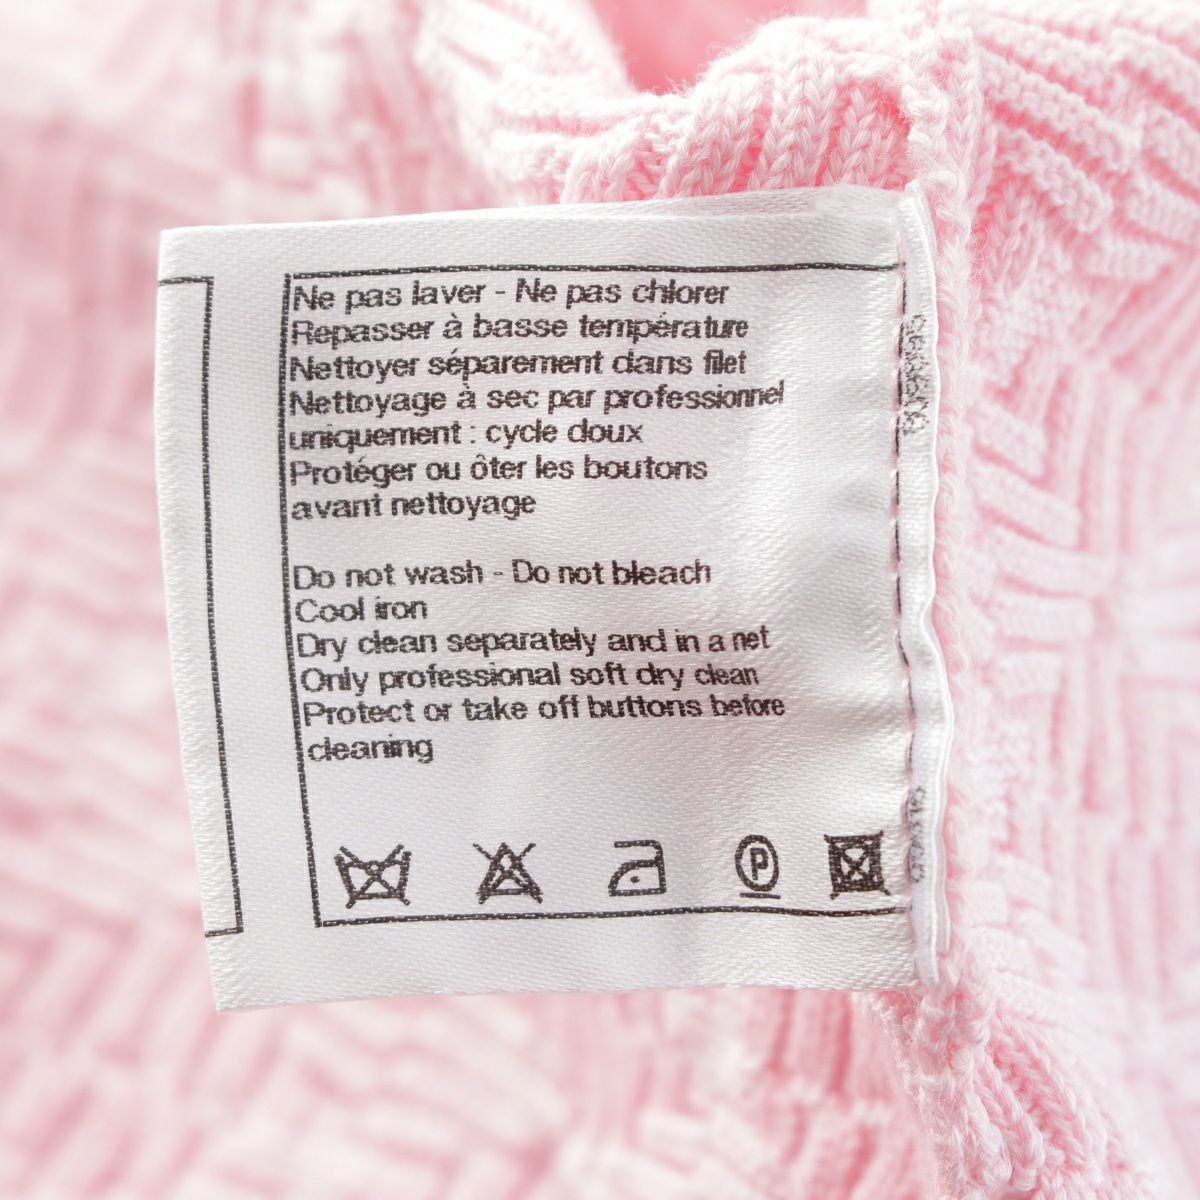 Ne pas laver - Ne pas chlorer
Repasser à basse température
Nettoyer séparement dans filet
Nettoyage à sec par professionnel
uniquement : cycle doux
Protéger ou ôter les boutons
avant nettoyage
Do not wash - Do not bleach
Cool iron
Dry clean separately and in a net
Only professional soft dry clean
Protect or take off buttons before
cleaning
P